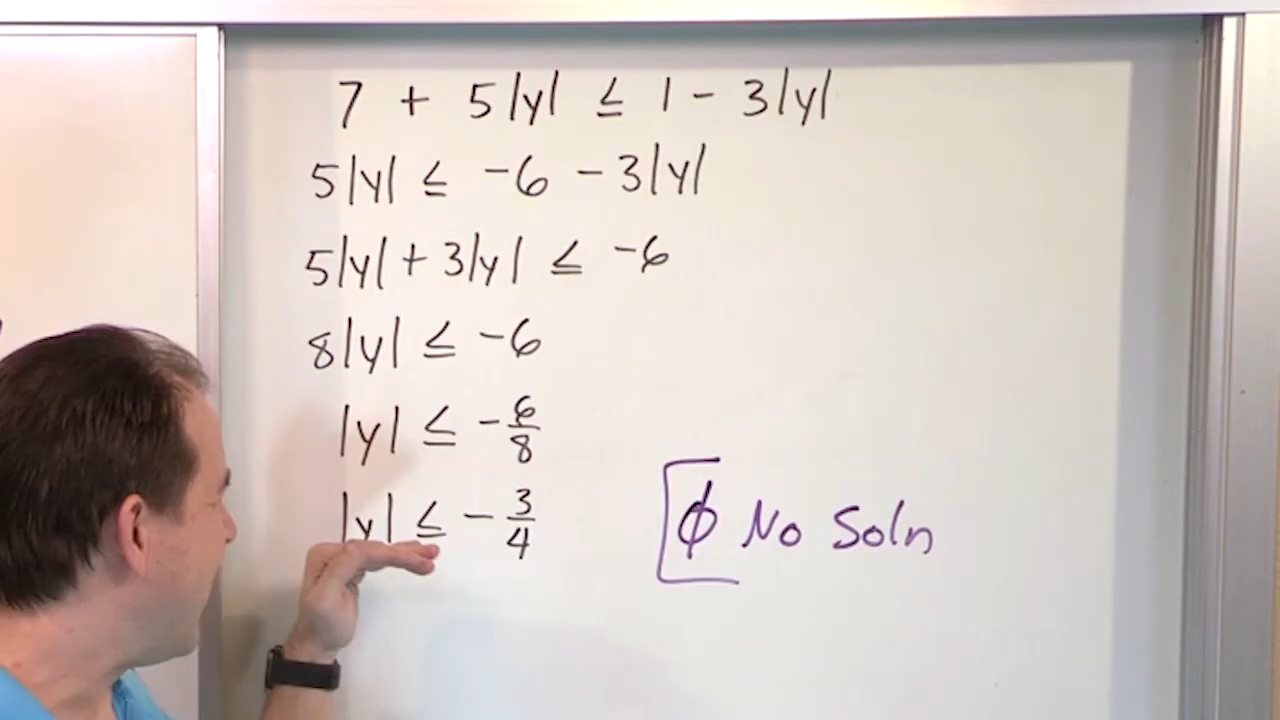 7 + 5|y| ≤ 1 - 3|y|
5|y| ≤ -6 - 3|y|
5|y| + 3|y| ≤ -6
8|y| ≤ -6
|y| ≤ -6/8
|y| ≤ -3/4
[ϕ No Soln